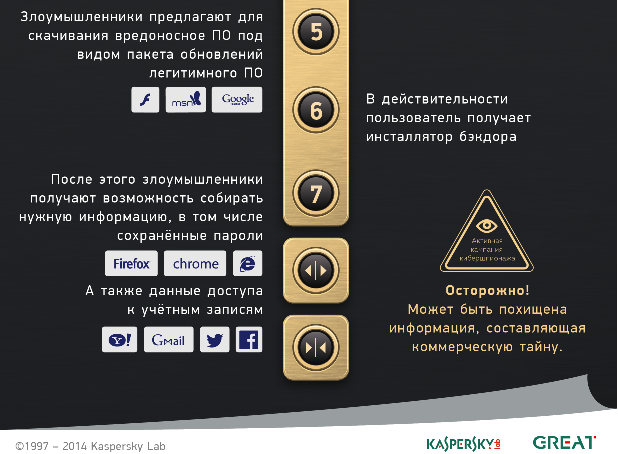 Злоумышленники предлагают для
скачивания вредоносное ПО под
видом пакета обновлений
легитимного ПО
msn
Google
5
6
В действительности
пользователь получает
инсталлятор бэкдора
7
После этого злоумышленники
получают возможность собирать
нужную информацию, в том числе
сохранённые пароли
Firefox
chrome
А также данные доступа
к учётным записям
Y!
Gmail
Активная
кампания
кибершпионажа
Осторожно!
Может быть похищена
информация, составляющая
коммерческую тайну.
©1997 – 2014 Kaspersky Lab
KASPERSKY
GREAT